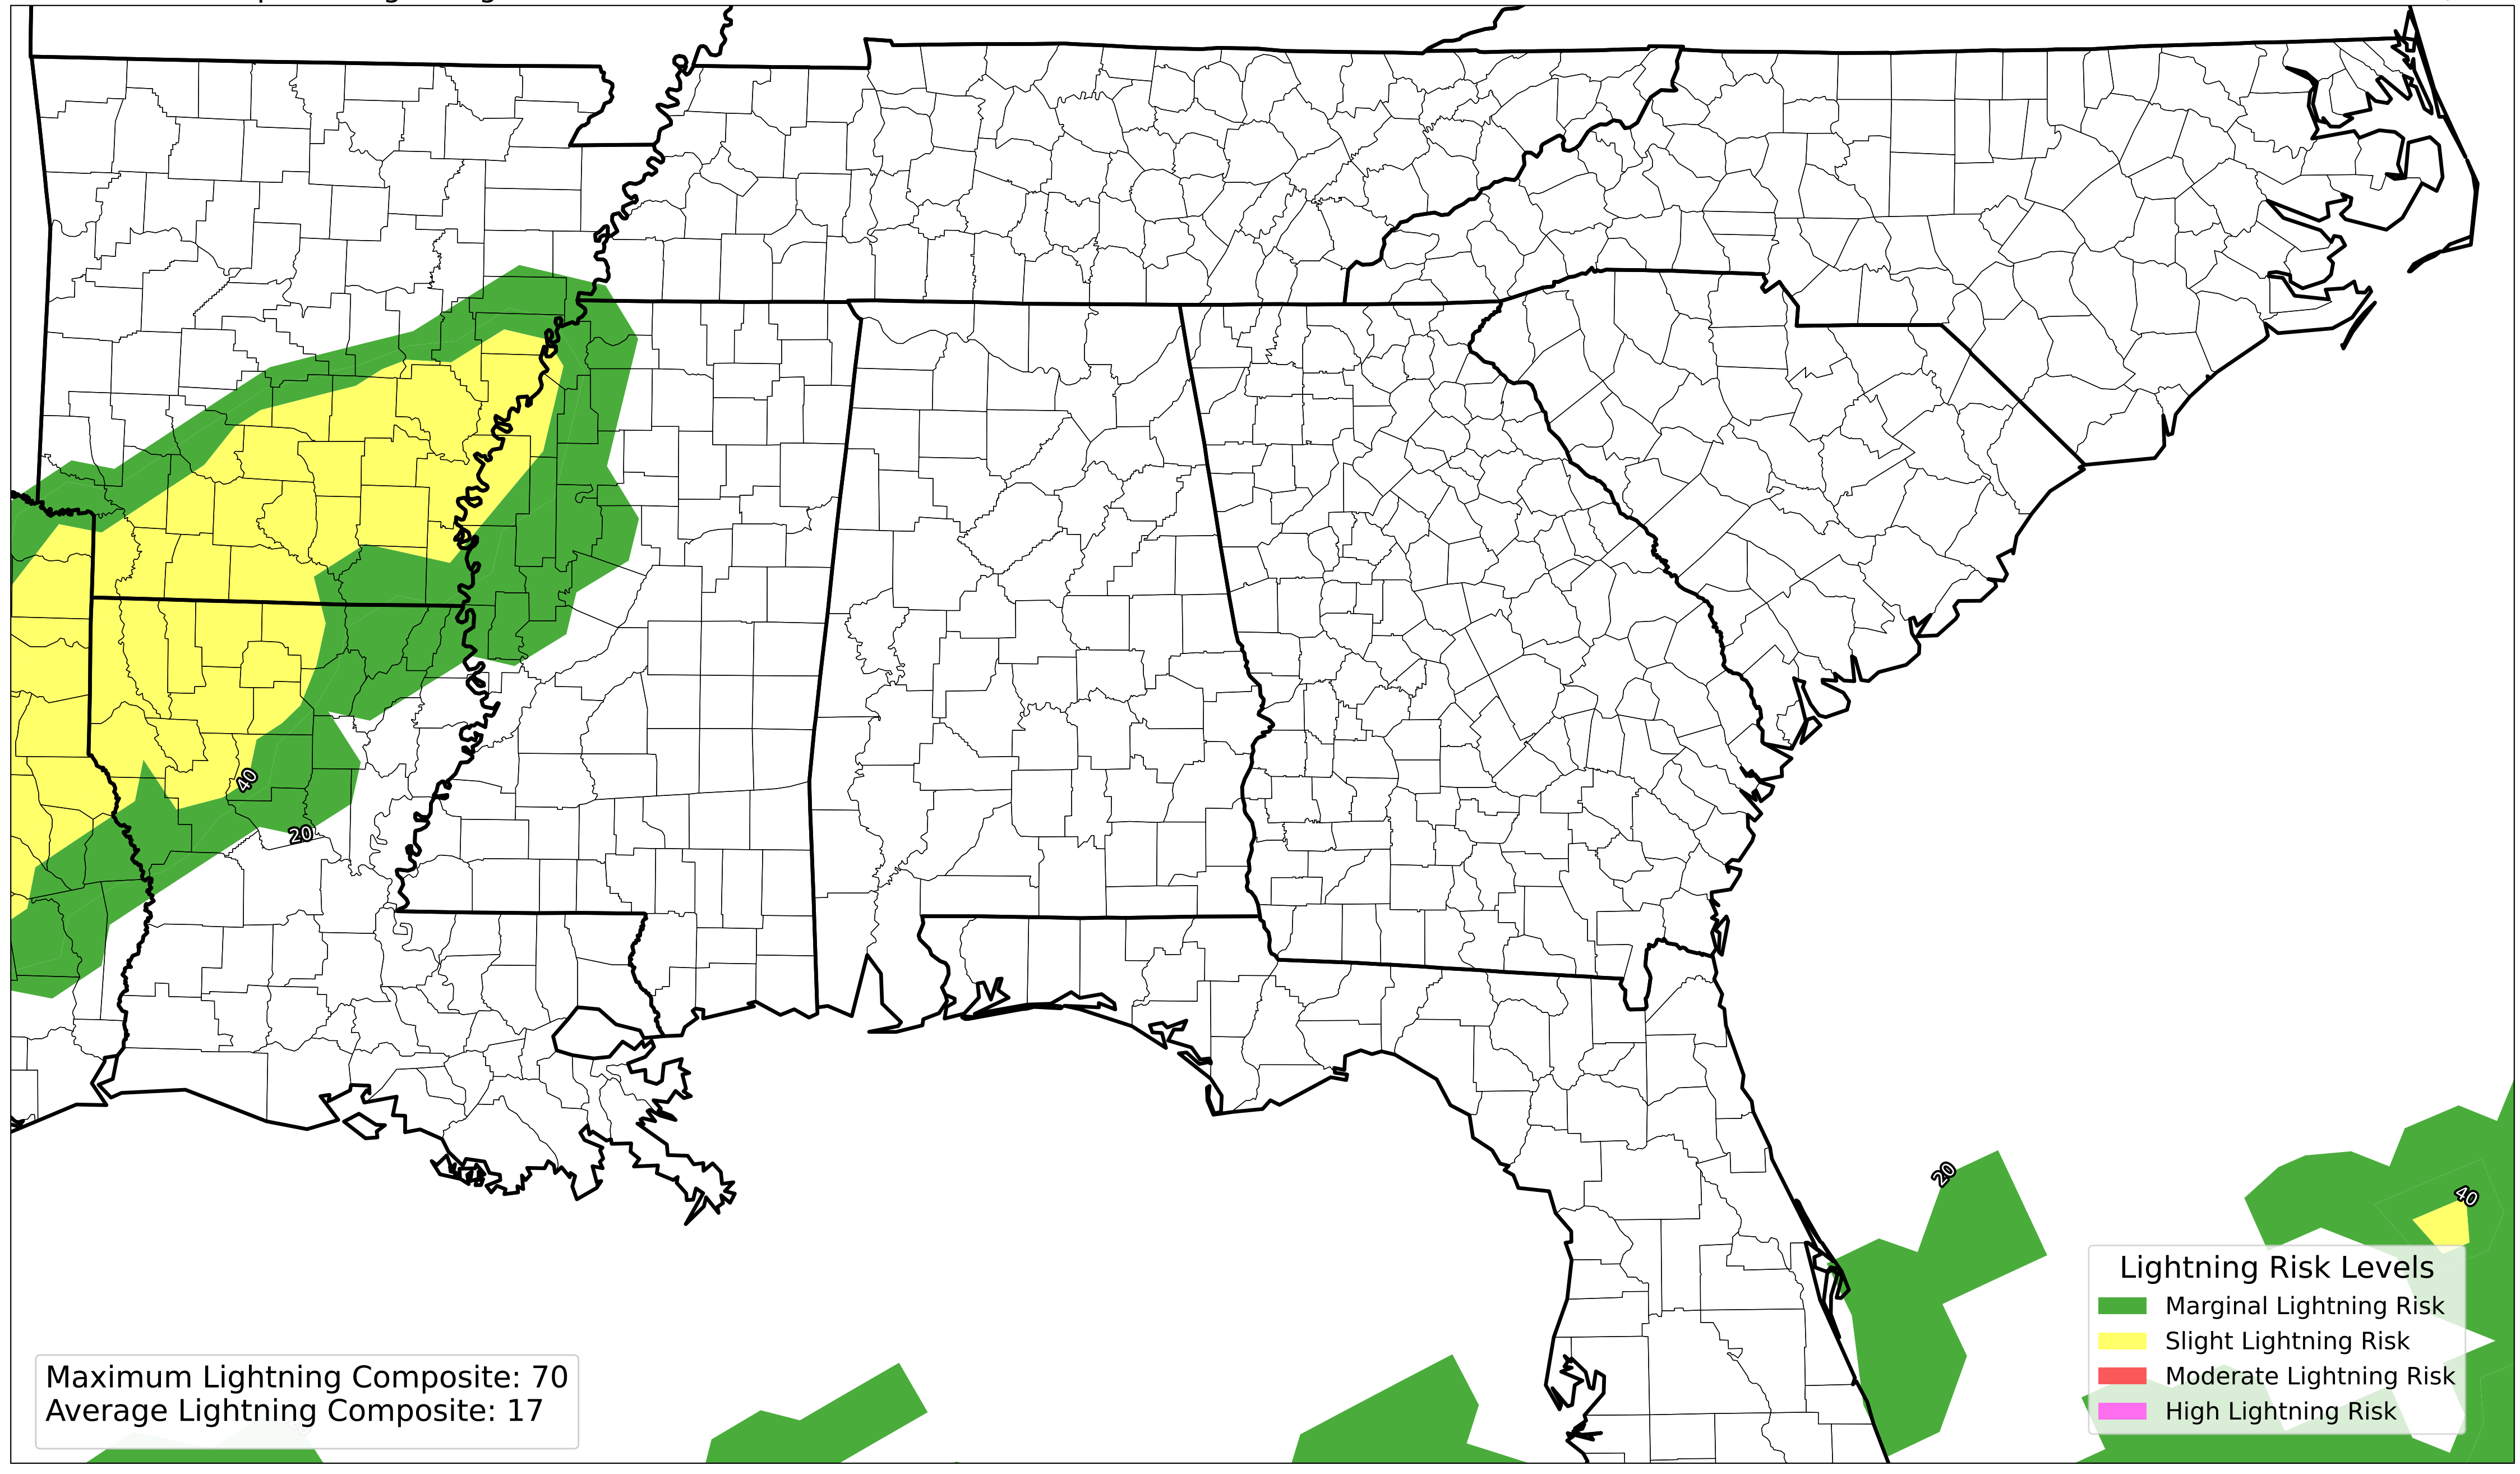 40
20
20
40
Lightning Risk Levels
Marginal Lightning Risk
Slight Lightning Risk
Moderate Lightning Risk
High Lightning Risk
Maximum Lightning Composite: 70
Average Lightning Composite: 17